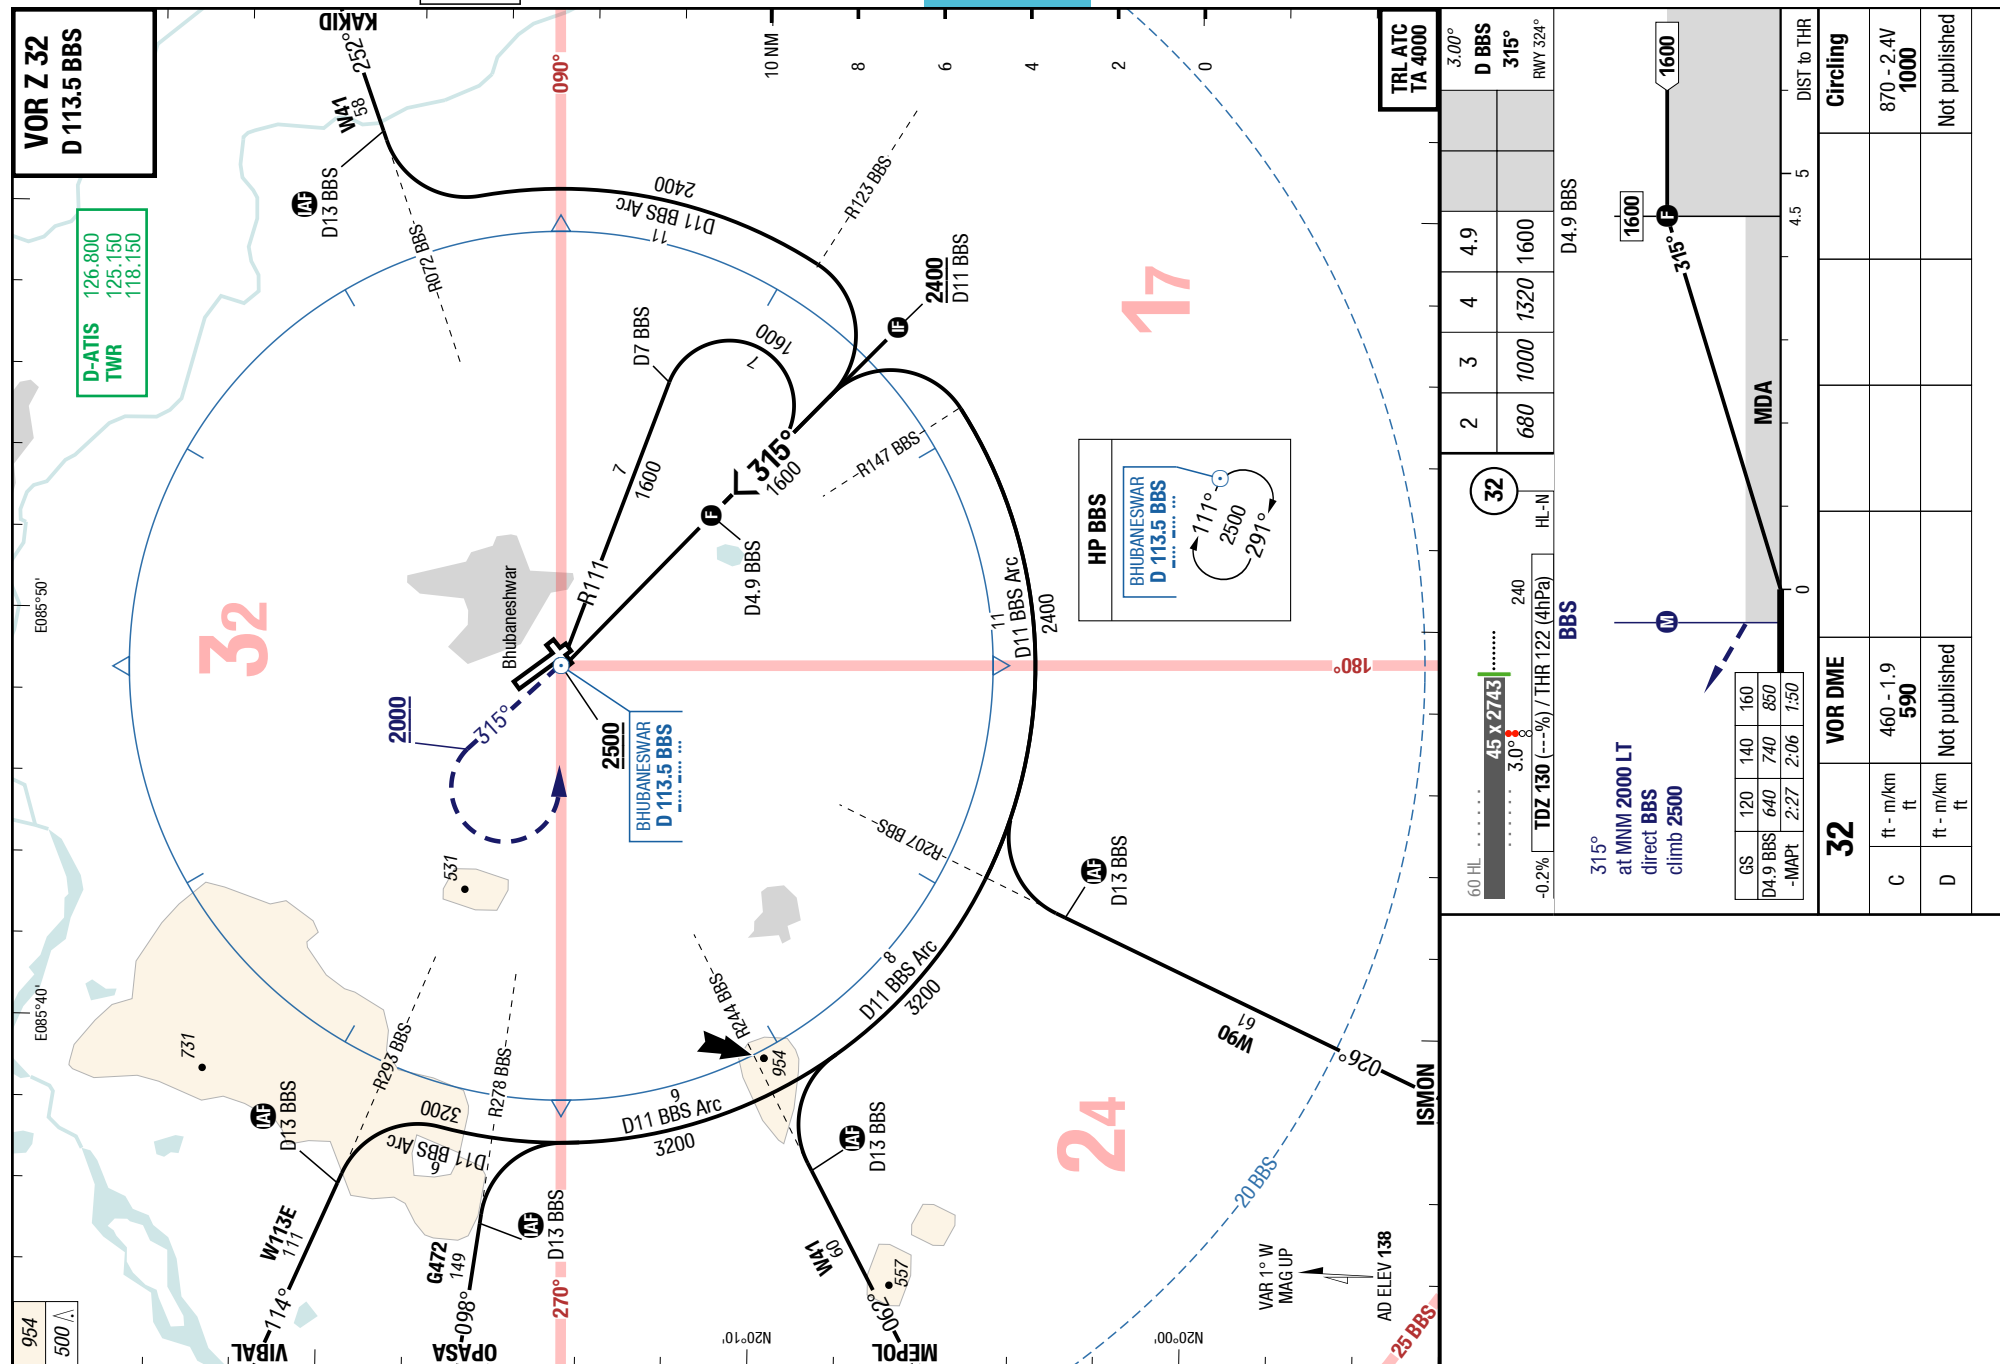 VOR Z 32
D 113.5 BBS
D-ATIS 126.800
TWR 125.150
118.150
954
500
E085°40'
E085°50'
N20°10'
N20°00'
KAKID
252°
W41
58
IAF
D13 BBS
R072 BBS
090°
2400
D11 BBS Arc
11
R123 BBS
2400
D11 BBS
IF
D7 BBS
1600
7
7
1600
R111
315°
1600
F
D4.9 BBS
R147 BBS
17
32
Bhubaneshwar
2000
315°
2500
BHUBANESWAR
D 113.5 BBS
HP BBS
BHUBANESWAR
D 113.5 BBS
111°
2500
291°
11
D11 BBS Arc
2400
180°
R207 BBS
IAF
D13 BBS
W90
61
026°
ISMON
8
D11 BBS Arc
3200
R244 BBS
954
531
731
557
9
D11 BBS Arc
3200
IAF
D13 BBS
W41
60
062°
MEPOL
24
R293 BBS
R278 BBS
3200
D11 BBS Arc
6
IAF
D13 BBS
W113E
111
114°
VIBAL
IAF
D13 BBS
G472
149
098°
OPASA
270°
20 BBS
25 BBS
VAR 1° W
MAG UP
AD ELEV 138
10 NM
8
6
4
2
0
TRL ATC
TA 4000
2 3 4 4.9 3.00° D BBS
680 1000 1320 1600 315°
RWY 324°
32
HL-N
60 HL
45 x 2743
3.0°
240
-0.2% TDZ 130 (---%) / THR 122 (4hPa)
BBS
D4.9 BBS
M
1600
F
1600
315°
MDA
0
4.5
5
DIST to THR
315°
at MNM 2000 LT
direct BBS
climb 2500
GS 120 140 160
D4.9 BBS 640 740 850
-MAPt 2:27 2:06 1:50
32 VOR DME Circling
C ft - m/km 460 - 1.9 870 - 2.4V
ft 590 1000
D ft - m/km Not published Not published
ft